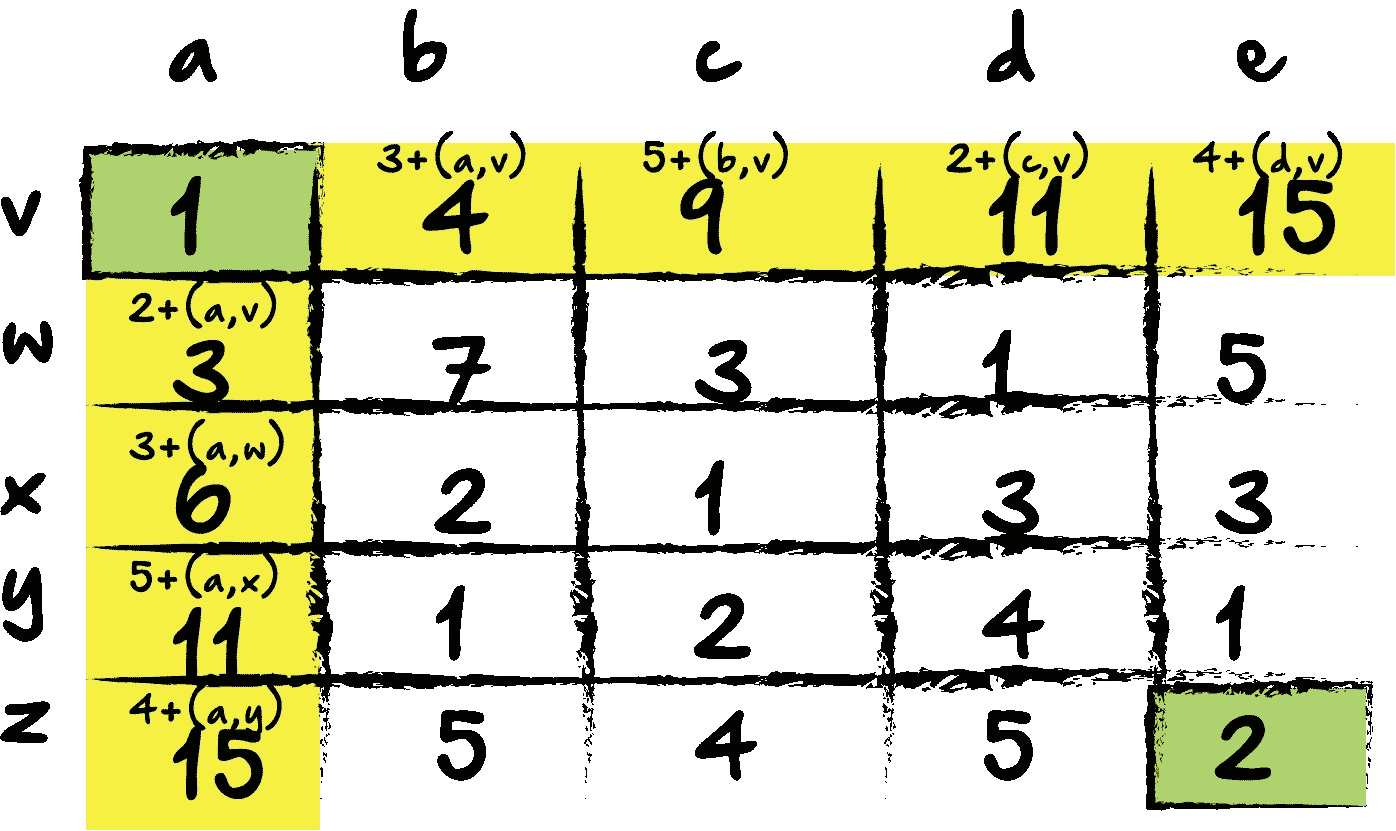 a b c d e
3+(a,v) 5+(b,v) 2+(c,v) 4+(d,v)
v 1 4 9 11 15
2+(a,v)
w 3 7 3 1 5
3+(a,w)
x 6 2 1 3 3
5+(a,x)
y 11 1 2 4 1
4+(a,y)
z 15 5 4 5 2